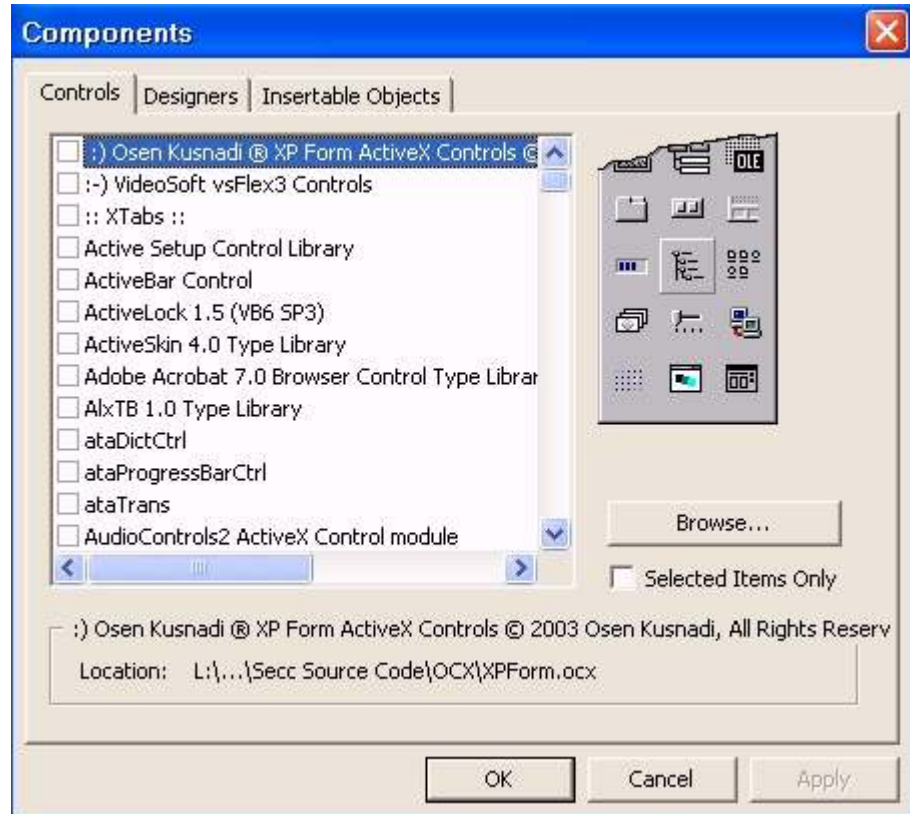 Components
Controls Designers Insertable Objects
:) Osen Kusnadi ® XP Form ActiveX Controls ©
:-) VideoSoft vsFlex3 Controls
:: XTabs ::
Active Setup Control Library
ActiveBar Control
ActiveLock 1.5 (VB6 SP3)
ActiveSkin 4.0 Type Library
Adobe Acrobat 7.0 Browser Control Type Librar
AlxTB 1.0 Type Library
ataDictCtrl
ataProgressBarCtrl
ataTrans
AudioControls2 ActiveX Control module
OLE
Browse...
Selected Items Only
:) Osen Kusnadi ® XP Form ActiveX Controls © 2003 Osen Kusnadi, All Rights Reserv
Location: L:\...\Secc Source Code\OCX\XPForm.ocx
OK Cancel Apply